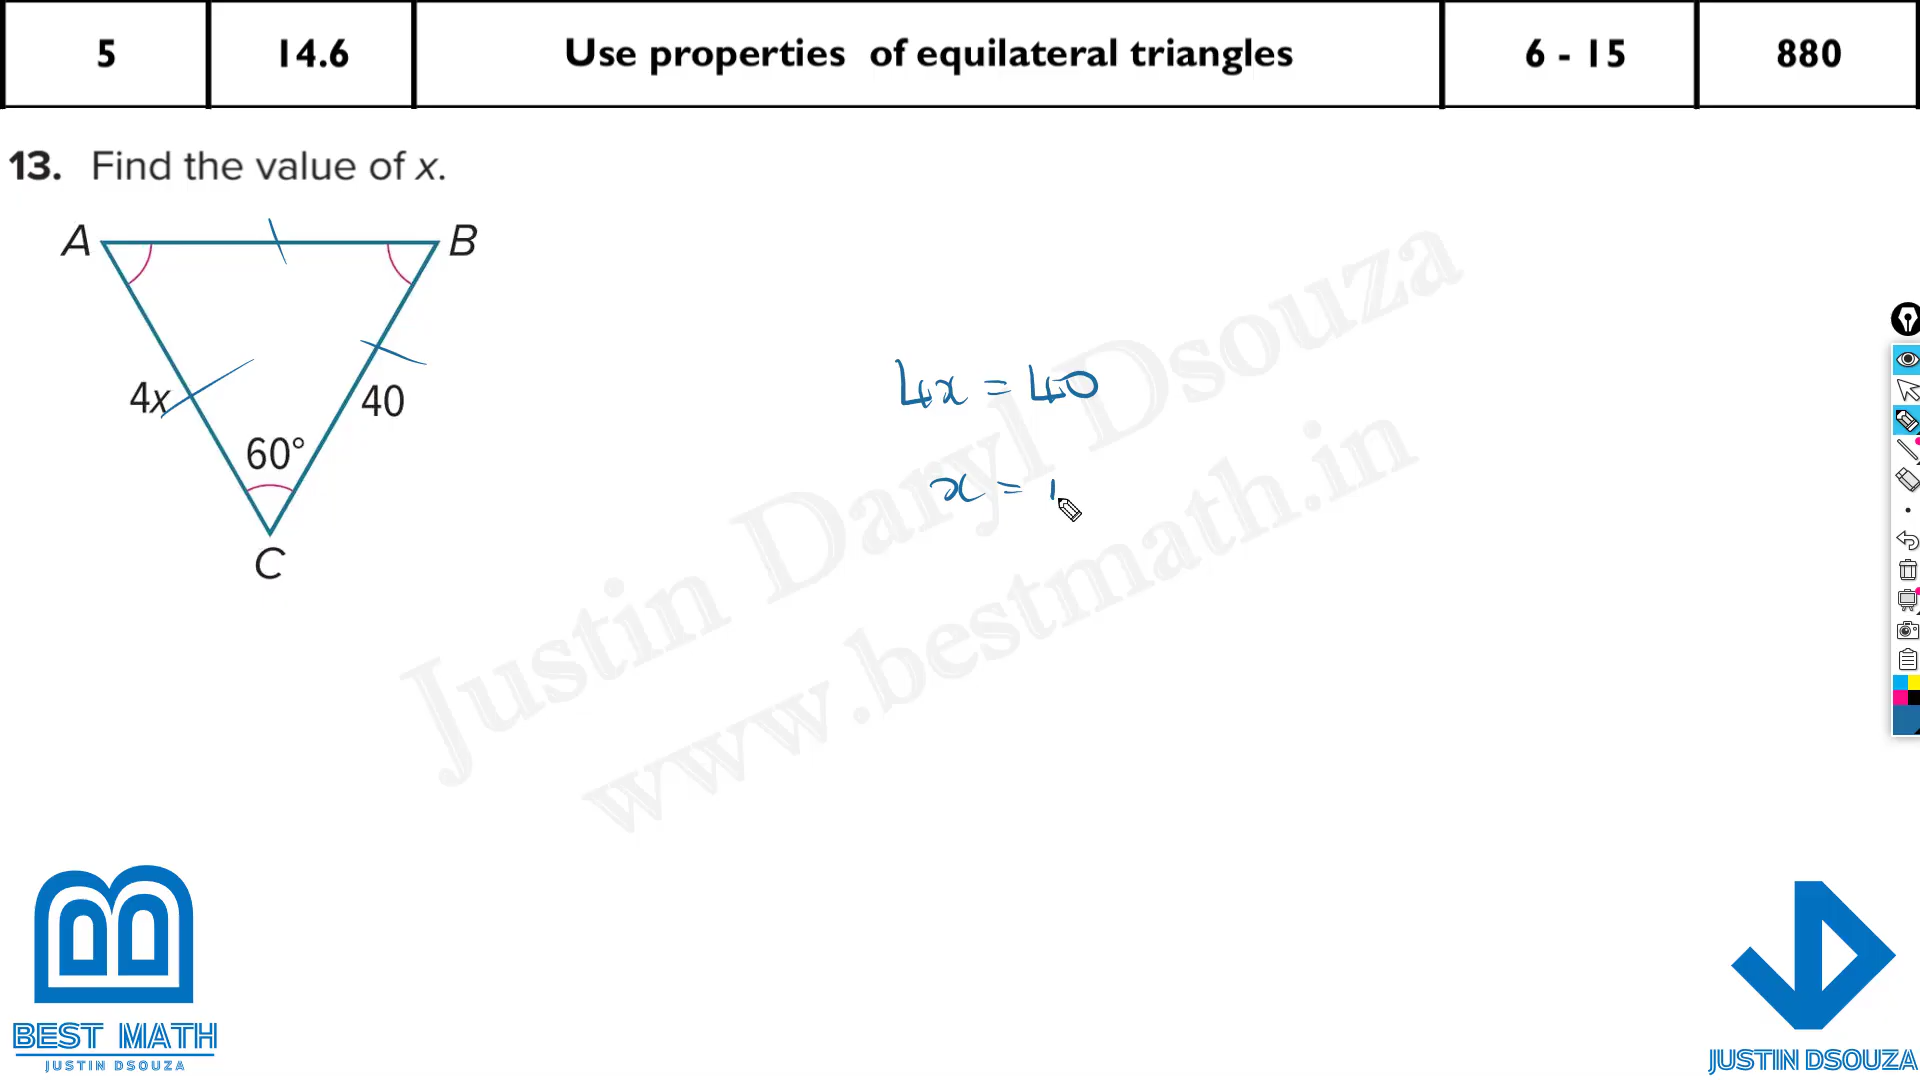 5 14.6 Use properties of equilateral triangles 6 - 15 880
13. Find the value of x.
A B
4x 40
60°
C
4x = 40
x = 1
Justin Daryl Dsouza
www.bestmath.in
BEST MATH
JUSTIN DSOUZA
JUSTIN DSOUZA